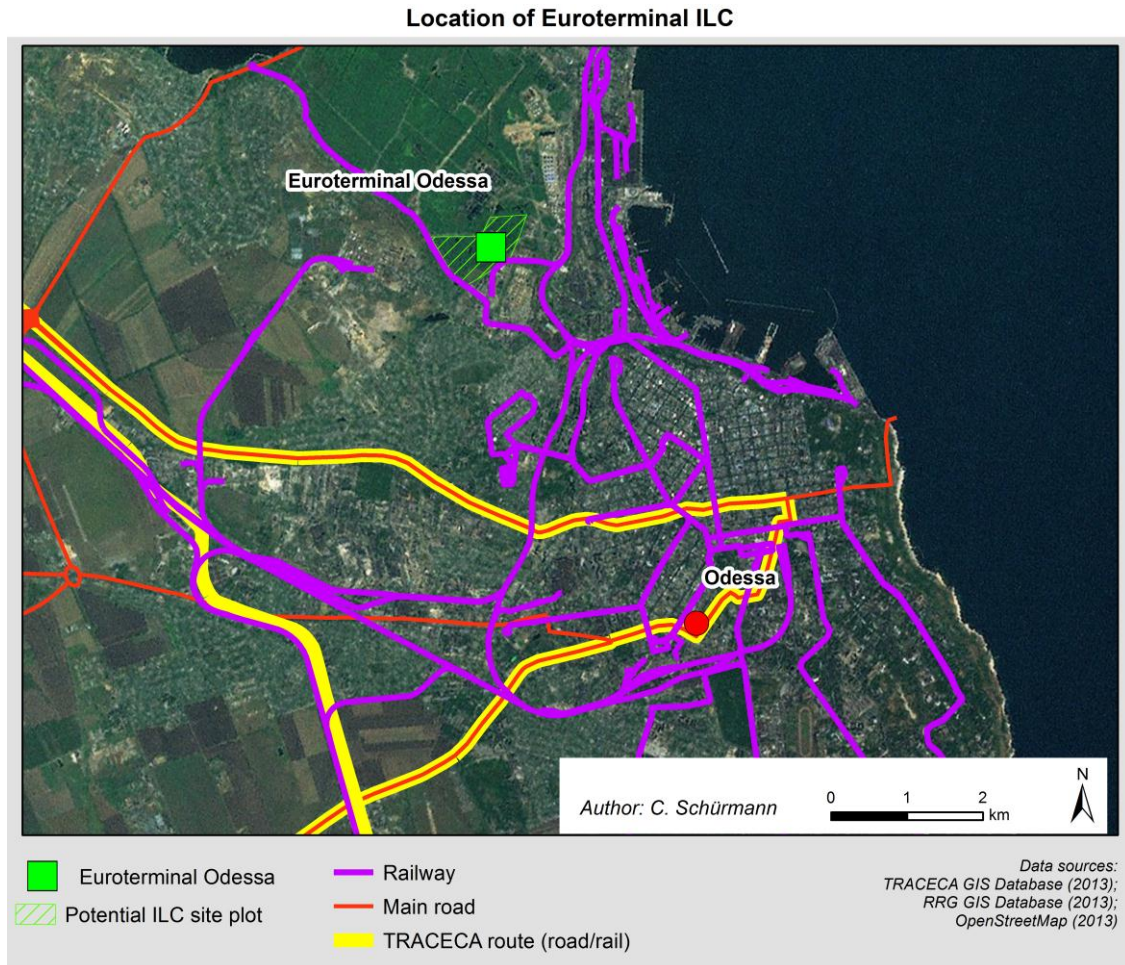 Location of Euroterminal ILC
Euroterminal Odessa
Odessa
Author: C. Schürmann
0 1 2
km
N
Euroterminal Odessa
Potential ILC site plot
Railway
Main road
TRACECA route (road/rail)
Data sources:
TRACECA GIS Database (2013);
RRG GIS Database (2013);
OpenStreetMap (2013)